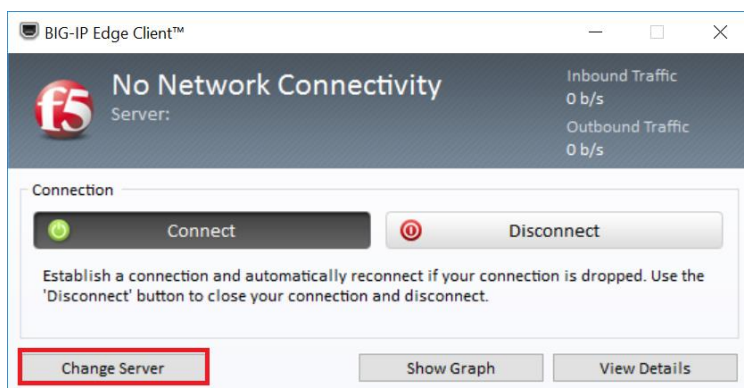 BIG-IP Edge Client™
f5
No Network Connectivity
Server:
Inbound Traffic
0 b/s
Outbound Traffic
0 b/s
Connection
Connect
Disconnect
Establish a connection and automatically reconnect if your connection is dropped. Use the
'Disconnect' button to close your connection and disconnect.
Change Server
Show Graph
View Details